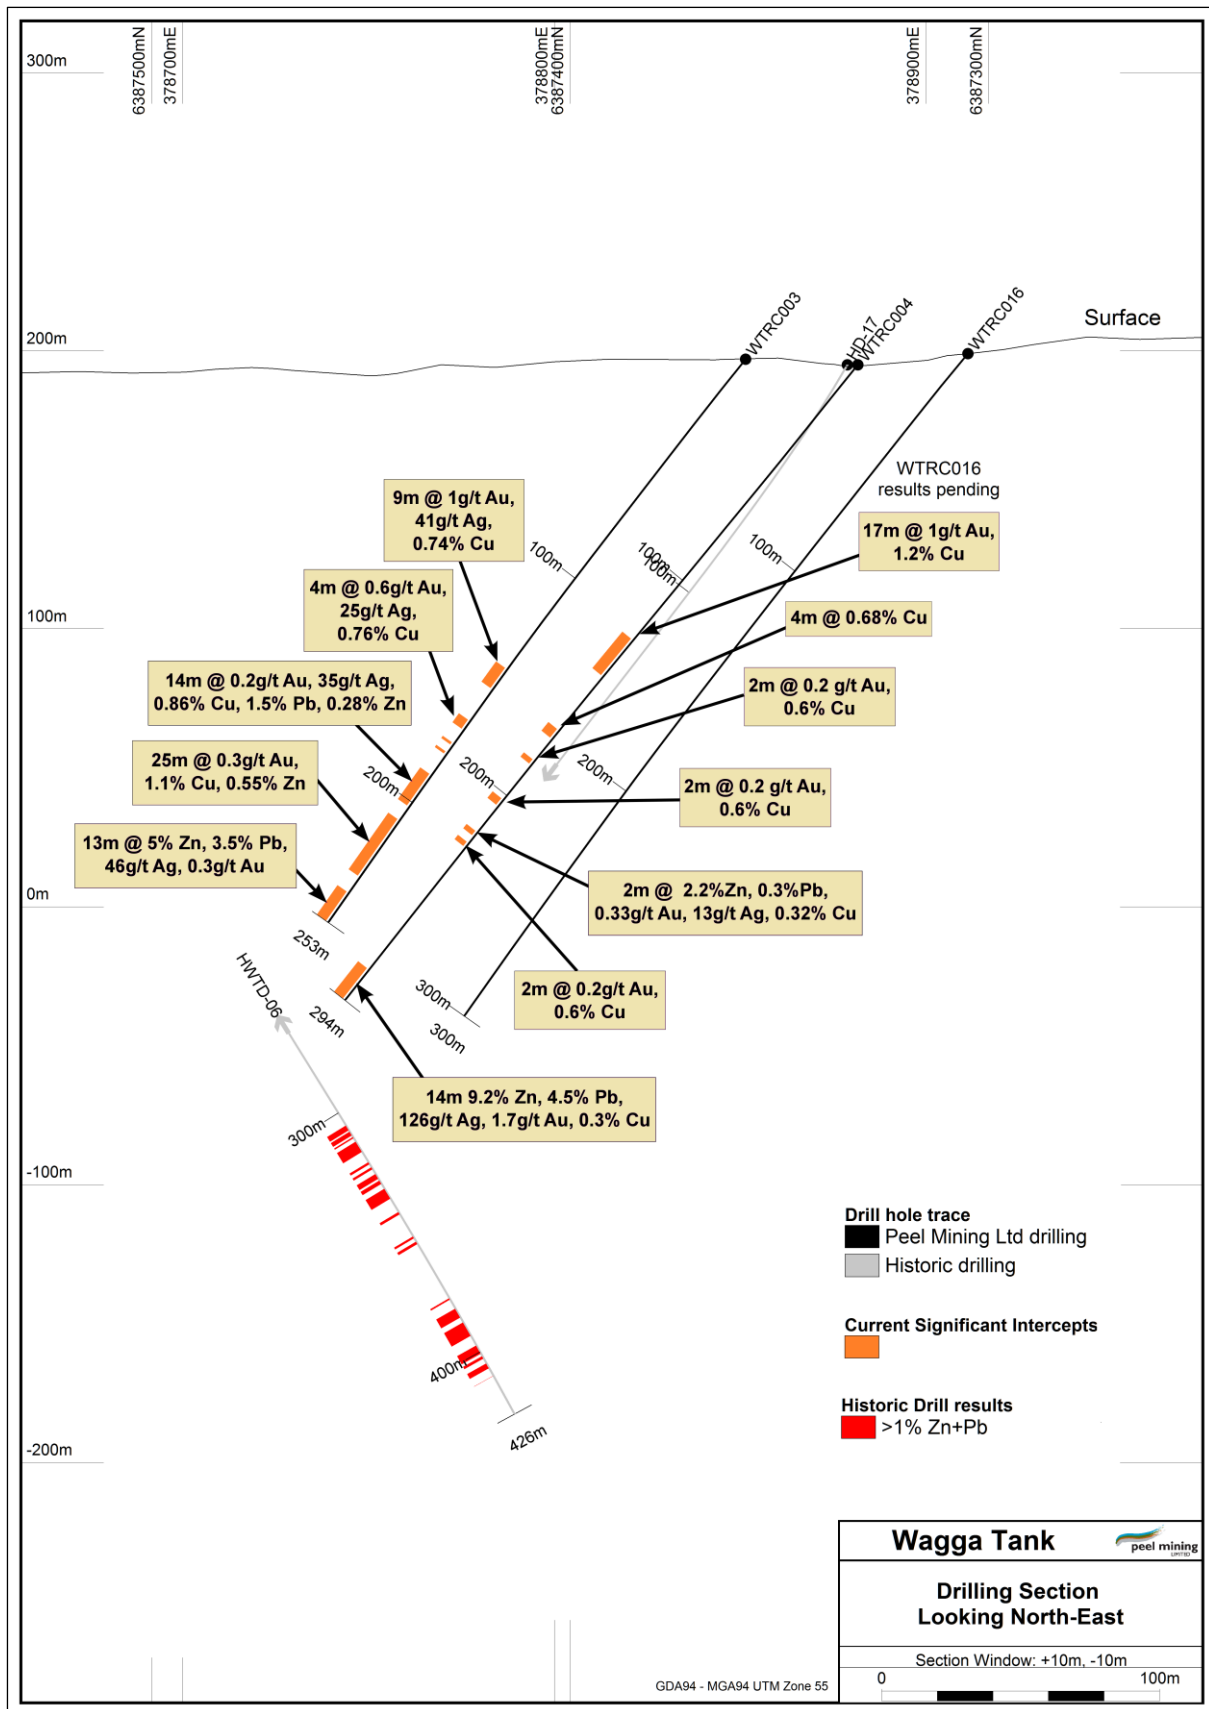 6387500mN
378700mE
378800mE
6387400mN
378900mE
6387300mN
300m
200m
100m
0m
-100m
-200m
WTRC003
HD-17
WTRC004
WTRC016
Surface
WTRC016
results pending
9m @ 1g/t Au,
41g/t Ag,
0.74% Cu
4m @ 0.6g/t Au,
25g/t Ag,
0.76% Cu
14m @ 0.2g/t Au, 35g/t Ag,
0.86% Cu, 1.5% Pb, 0.28% Zn
25m @ 0.3g/t Au,
1.1% Cu, 0.55% Zn
13m @ 5% Zn, 3.5% Pb,
46g/t Ag, 0.3g/t Au
17m @ 1g/t Au,
1.2% Cu
4m @ 0.68% Cu
2m @ 0.2 g/t Au,
0.6% Cu
2m @ 0.2 g/t Au,
0.6% Cu
2m @ 2.2%Zn, 0.3%Pb,
0.33g/t Au, 13g/t Ag, 0.32% Cu
2m @ 0.2g/t Au,
0.6% Cu
14m 9.2% Zn, 4.5% Pb,
126g/t Ag, 1.7g/t Au, 0.3% Cu
100m
200m
253m
100m
100m
200m
294m
100m
200m
300m
300m
HWTD-06
300m
400m
426m
Drill hole trace
Peel Mining Ltd drilling
Historic drilling
Current Significant Intercepts
Historic Drill results
>1% Zn+Pb
Wagga Tank
peel mining
LIMITED
Drilling Section
Looking North-East
Section Window: +10m, -10m
0 100m
GDA94 - MGA94 UTM Zone 55